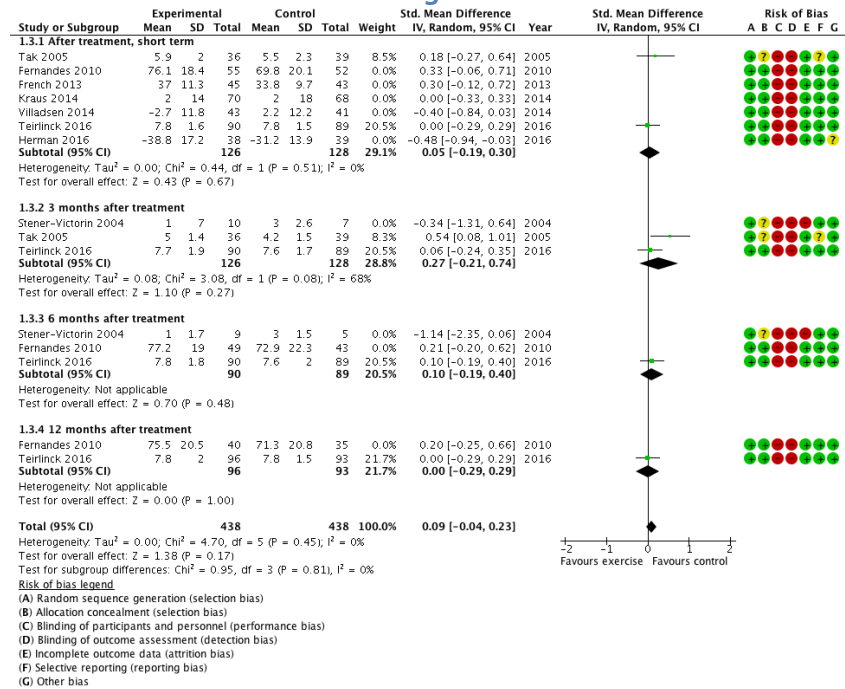 Experimental Control Std. Mean Difference Std. Mean Difference Risk of Bias
Study or Subgroup Mean SD Total Mean SD Total Weight IV, Random, 95% CI Year IV, Random, 95% CI A B C D E F G
1.3.1 After treatment, short term
Tak 2005 5.9 2 36 5.5 2.3 39 8.5% 0.18 [-0.27, 0.64] 2005 + ? - - + ? +
Fernandes 2010 76.1 18.4 55 69.8 20.1 52 0.0% 0.33 [-0.06, 0.71] 2010 + + - - + + +
French 2013 37 11.3 45 33.8 9.7 43 0.0% 0.30 [-0.12, 0.72] 2013 + + - - + + +
Kraus 2014 2 14 70 2 18 68 0.0% 0.00 [-0.33, 0.33] 2014 + + - - + + +
Villadsen 2014 -2.7 11.8 43 2.2 12.2 41 0.0% -0.40 [-0.84, 0.03] 2014 + + - - + + +
Teirlinck 2016 7.8 1.6 90 7.8 1.5 89 20.5% 0.00 [-0.29, 0.29] 2016 + + - - + + +
Herman 2016 -38.8 17.2 38 -31.2 13.9 39 0.0% -0.48 [-0.94, -0.03] 2016 + + - - + + ?
Subtotal (95% CI) 126 128 29.1% 0.05 [-0.19, 0.30]
Heterogeneity: Tau² = 0.00; Chi² = 0.44, df = 1 (P = 0.51); I² = 0%
Test for overall effect: Z = 0.43 (P = 0.67)
1.3.2 3 months after treatment
Stener-Victorin 2004 1 7 10 3 2.6 7 0.0% -0.34 [-1.31, 0.64] 2004 + ? - - - + +
Tak 2005 5 1.4 36 4.2 1.5 39 8.3% 0.54 [0.08, 1.01] 2005 + ? - - + ? +
Teirlinck 2016 7.7 1.9 90 7.6 1.7 89 20.5% 0.06 [-0.24, 0.35] 2016 + + - - + + +
Subtotal (95% CI) 126 128 28.8% 0.27 [-0.21, 0.74]
Heterogeneity: Tau² = 0.08; Chi² = 3.08, df = 1 (P = 0.08); I² = 68%
Test for overall effect: Z = 1.10 (P = 0.27)
1.3.3 6 months after treatment
Stener-Victorin 2004 1 1.7 9 3 1.5 5 0.0% -1.14 [-2.35, 0.06] 2004 + ? - - - + +
Fernandes 2010 77.2 19 49 72.9 22.3 43 0.0% 0.21 [-0.20, 0.62] 2010 + + - - + + +
Teirlinck 2016 7.8 1.8 90 7.6 2 89 20.5% 0.10 [-0.19, 0.40] 2016 + + - - + + +
Subtotal (95% CI) 90 89 20.5% 0.10 [-0.19, 0.40]
Heterogeneity: Not applicable
Test for overall effect: Z = 0.70 (P = 0.48)
1.3.4 12 months after treatment
Fernandes 2010 75.5 20.5 40 71.3 20.8 35 0.0% 0.20 [-0.25, 0.66] 2010 + + - - + + +
Teirlinck 2016 7.8 2 96 7.8 1.5 93 21.7% 0.00 [-0.29, 0.29] 2016 + + - - + + +
Subtotal (95% CI) 96 93 21.7% 0.00 [-0.29, 0.29]
Heterogeneity: Not applicable
Test for overall effect: Z = 0.00 (P = 1.00)
Total (95% CI) 438 438 100.0% 0.09 [-0.04, 0.23]
Heterogeneity: Tau² = 0.00; Chi² = 4.70, df = 5 (P = 0.45); I² = 0%
Test for overall effect: Z = 1.38 (P = 0.17)
Test for subgroup differences: Chi² = 0.95, df = 3 (P = 0.81), I² = 0%
-2 -1 0 1 2
Favours exercise Favours control
Risk of bias legend
(A) Random sequence generation (selection bias)
(B) Allocation concealment (selection bias)
(C) Blinding of participants and personnel (performance bias)
(D) Blinding of outcome assessment (detection bias)
(E) Incomplete outcome data (attrition bias)
(F) Selective reporting (reporting bias)
(G) Other bias